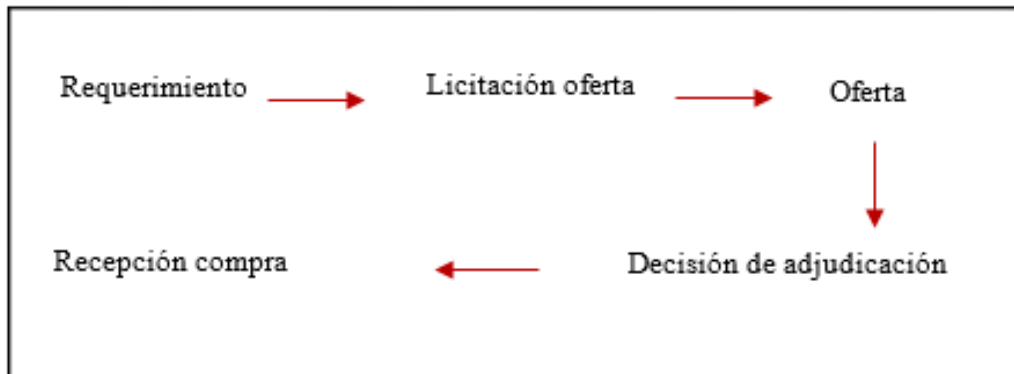 Requerimiento
Licitación oferta
Oferta
Decisión de adjudicación
Recepción compra